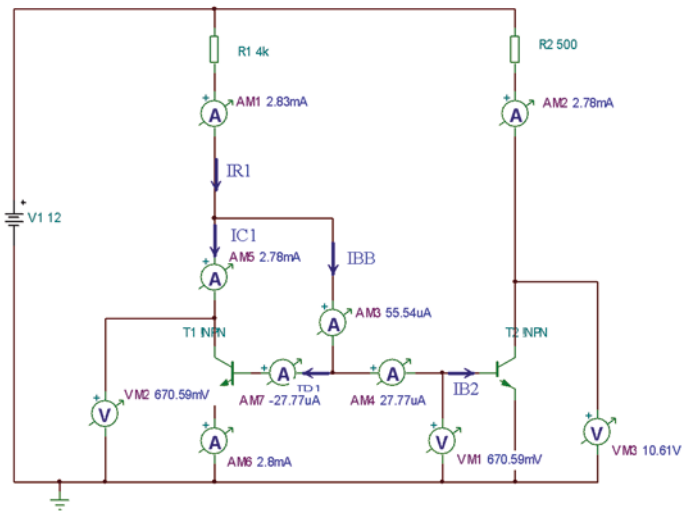 R1 4k
R2 500
AM1 2.83mA
AM2 2.78mA
IR1
V1 12
IC1
AM5 2.78mA
IBB
AM3 55.54uA
T1 !NPN
T2 !NPN
VM2 670.59mV
AM7 -27.77uA
AM4 27.77uA
IB2
AM6 2.8mA
VM1 670.59mV
VM3 10.61V
A
A
A
A
A
A
A
V
V
V
+